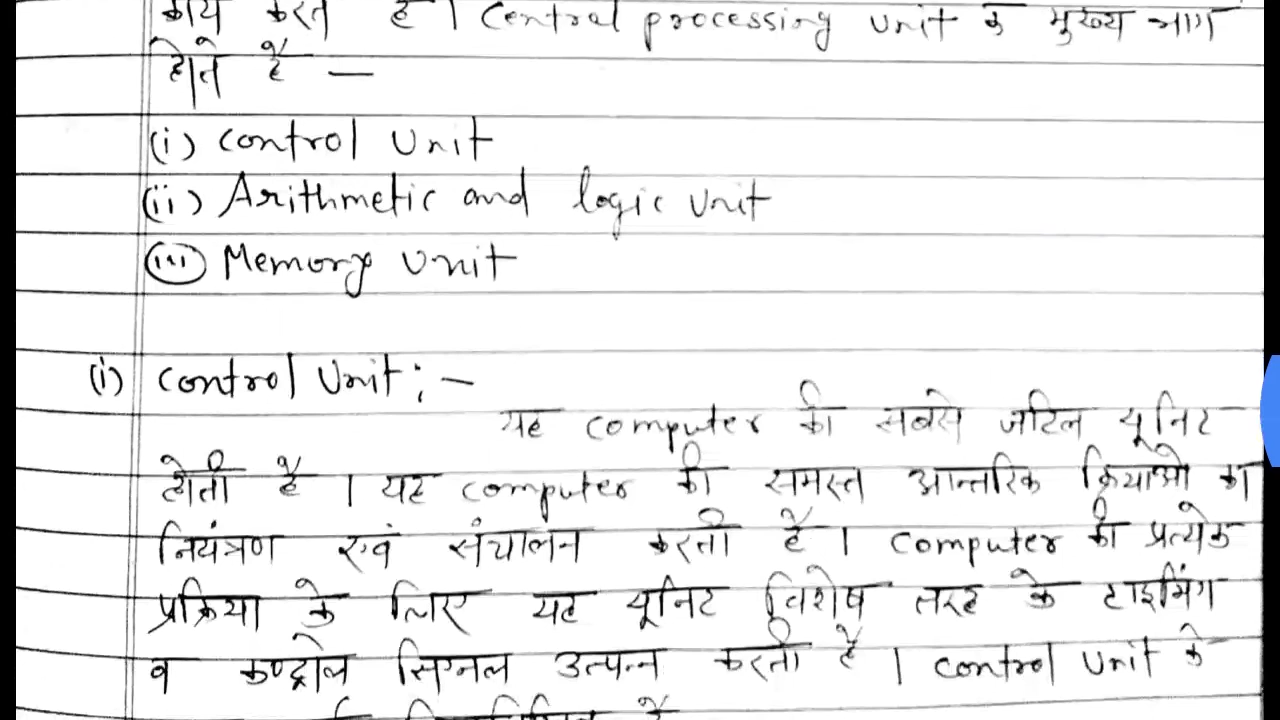 कार्य करते है । Central processing unit के मुख्य भाग
होते है —
(i) Control Unit
(ii) Arithmetic and logic Unit
(iii) Memory Unit
(i) Control Unit :—
यह Computer की सबसे जटिल यूनिट
होती है । यह Computer की समस्त आन्तरिक क्रियाओ का
नियंत्रण एवं संचालन करती है । Computer की प्रत्येक
प्रक्रिया के लिए यह यूनिट विशेष तरह के टाइमिंग
व कण्ट्रोल सिग्नल उत्पन्न करती है । Control Unit के